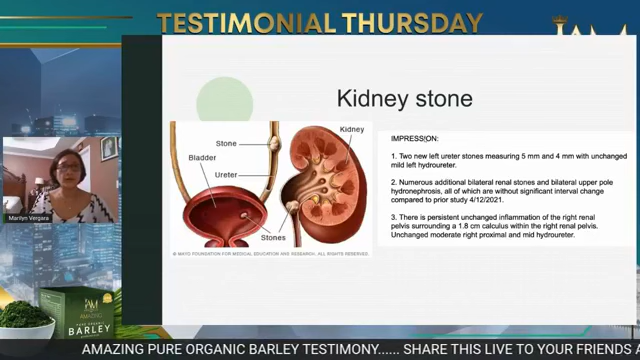 TESTIMONIAL THURSDAY
IAM
Kidney stone
Kidney
Stone
Bladder
Ureter
Stones
© MAYO FOUNDATION FOR MEDICAL EDUCATION AND RESEARCH. ALL RIGHTS RESERVED.
IMPRESSION:
1. Two new left ureter stones measuring 5 mm and 4 mm with unchanged
mild left hydroureter.
2. Numerous additional bilateral renal stones and bilateral upper pole
hydronephrosis, all of which are without significant interval change
compared to prior study 4/12/2021.
3. There is persistent unchanged inflammation of the right renal
pelvis surrounding a 1.8 cm calculus within the right renal pelvis.
Unchanged moderate right proximal and mid hydroureter.
Marilyn Vergara
IAM
AMAZING
PURE ORGANIC
BARLEY
AMAZING PURE ORGANIC BARLEY TESTIMONY...... SHARE THIS LIVE TO YOUR FRIENDS A